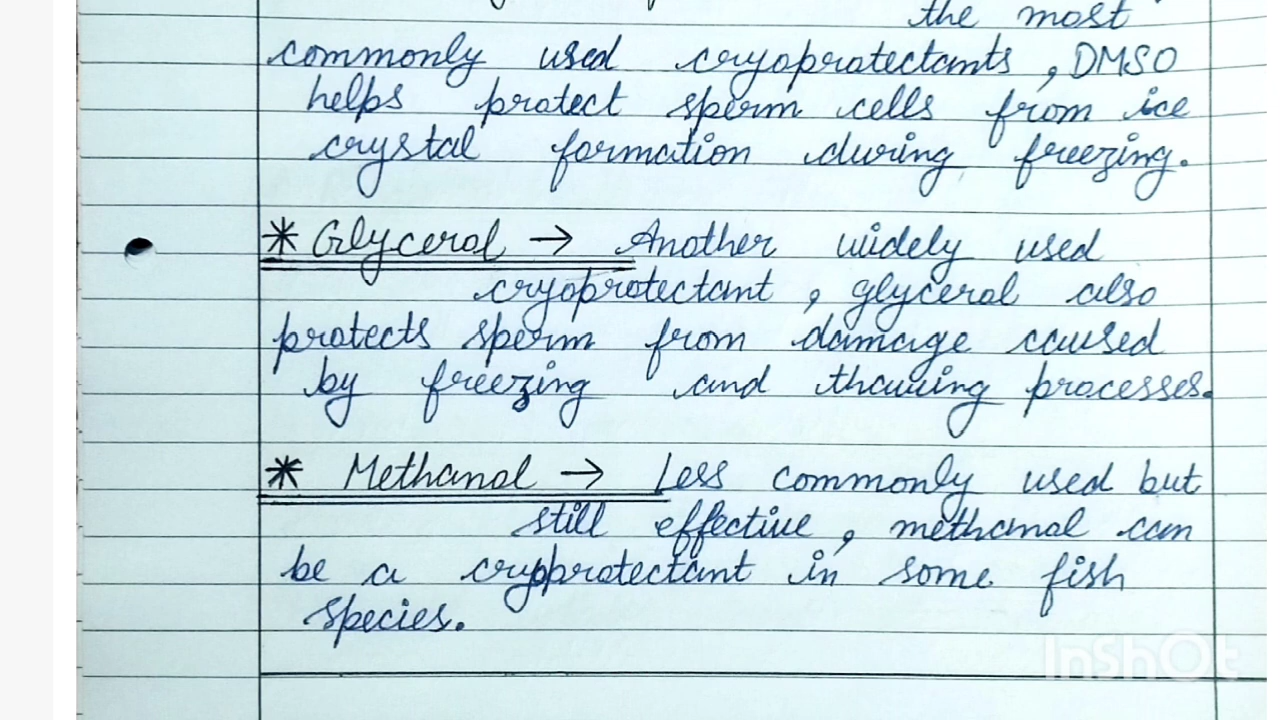 the most
commonly used cryoprotectants, DMSO
helps protect sperm cells from ice
crystal formation during freezing.
* Glycerol → Another widely used
cryoprotectant, glycerol also
protects sperm from damage caused
by freezing and thawing processes.
* Methanol → Less commonly used but
still effective, methanol can
be a cryoprotectant in some fish
species.
InShOt